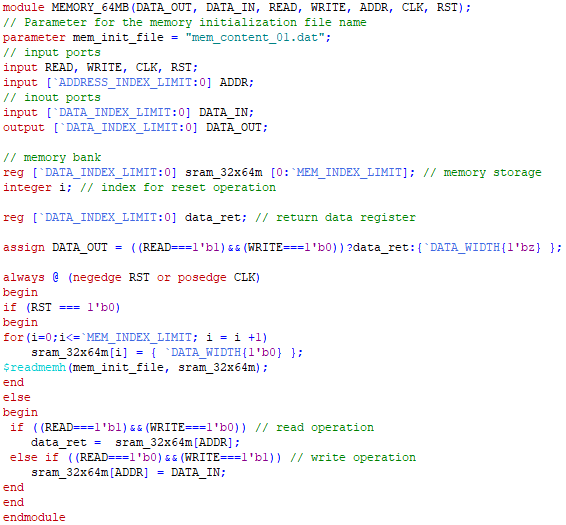 module MEMORY_64MB(DATA_OUT, DATA_IN, READ, WRITE, ADDR, CLK, RST);
// Parameter for the memory initialization file name
parameter mem_init_file = "mem_content_01.dat";
// input ports
input READ, WRITE, CLK, RST;
input [`ADDRESS_INDEX_LIMIT:0] ADDR;
// inout ports
input [`DATA_INDEX_LIMIT:0] DATA_IN;
output [`DATA_INDEX_LIMIT:0] DATA_OUT;

// memory bank
reg [`DATA_INDEX_LIMIT:0] sram_32x64m [0:`MEM_INDEX_LIMIT]; // memory storage
integer i; // index for reset operation

reg [`DATA_INDEX_LIMIT:0] data_ret; // return data register

assign DATA_OUT = ((READ===1'b1)&&(WRITE===1'b0))?data_ret:{`DATA_WIDTH{1'bz} };

always @ (negedge RST or posedge CLK)
begin
if (RST === 1'b0)
begin
for(i=0;i<=`MEM_INDEX_LIMIT; i = i +1)
    sram_32x64m[i] = { `DATA_WIDTH{1'b0} };
$readmemh(mem_init_file, sram_32x64m);
end
else
begin
 if ((READ===1'b1)&&(WRITE===1'b0)) // read operation
    data_ret =  sram_32x64m[ADDR];
 else if ((READ===1'b0)&&(WRITE===1'b1)) // write operation
    sram_32x64m[ADDR] = DATA_IN;
end
end
endmodule